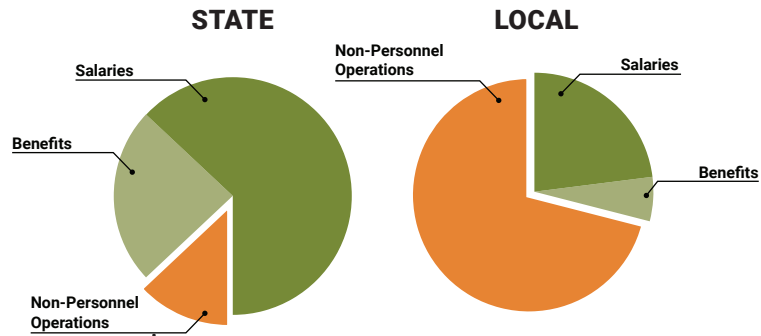 STATE
Salaries
Benefits
Non-Personnel
Operations
LOCAL
Non-Personnel
Operations
Salaries
Benefits